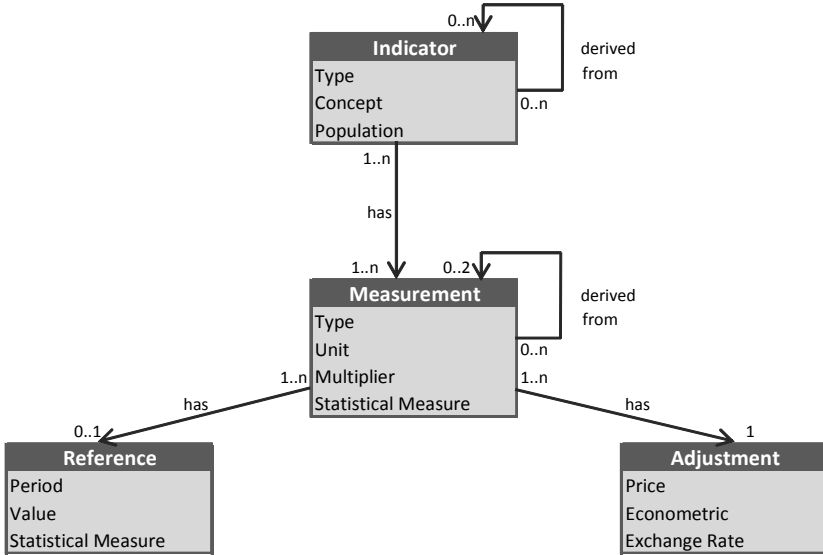 0..n
Indicator
derived
from
Type
Concept
0..n
Population
1..n
has
1..n
0..2
Measurement
derived
from
Type
Unit
0..n
1..n
Multiplier
1..n
Statistical Measure
has
has
0..1
1
Reference
Adjustment
Period
Price
Value
Econometric
Statistical Measure
Exchange Rate